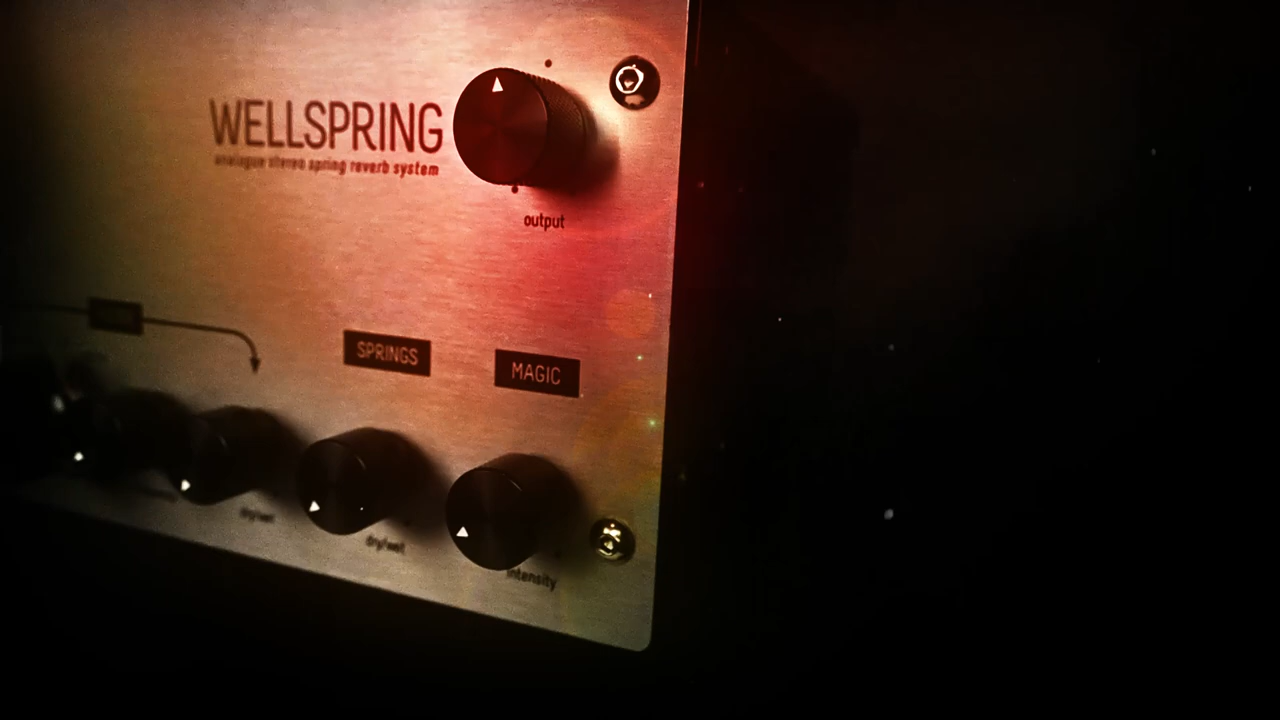 WELLSPRING
analogue stereo spring reverb system
output
SPRINGS
MAGIC
dry/wet
dry/wet
intensity